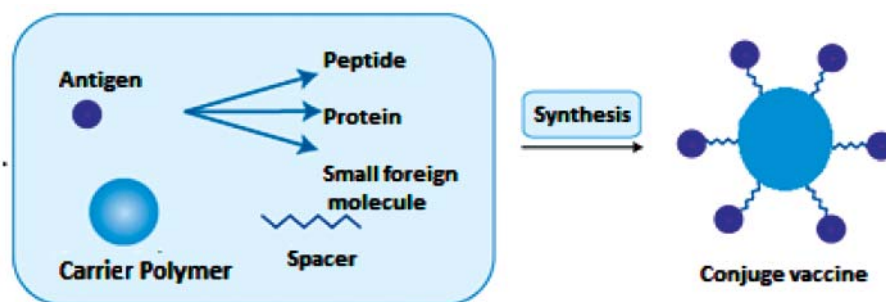 Antigen
Peptide
Protein
Small foreign
molecule
Carrier Polymer
Spacer
Synthesis
Conjuge vaccine